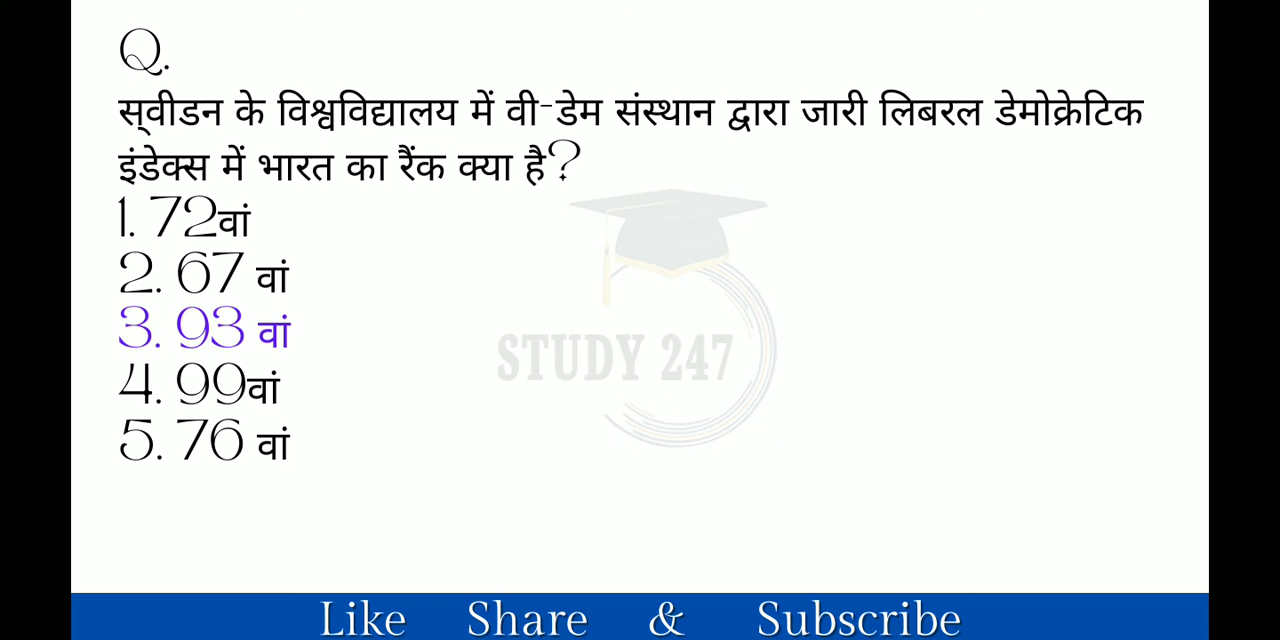 Q.
स्वीडन के विश्वविद्यालय में वी-डेम संस्थान द्वारा जारी लिबरल डेमोक्रेटिक
इंडेक्स में भारत का रैंक क्या है?
1. 72वां
2. 67 वां
3. 93 वां
4. 99वां
5. 76 वां
STUDY 247
Like Share & Subscribe